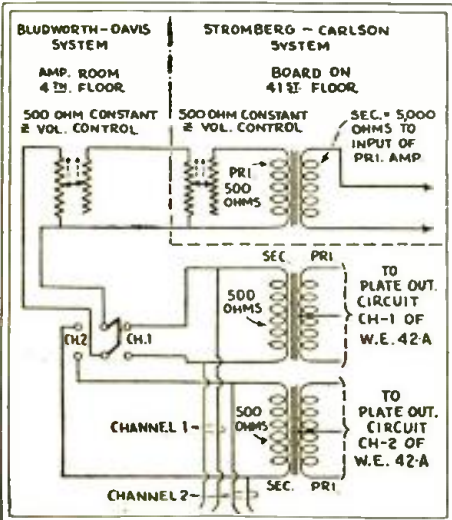 BLUDWORTH-DAVIS
SYSTEM
AMP. ROOM
4TH. FLOOR
500 OHM CONSTANT
Z VOL. CONTROL
STROMBERG - CARLSON
SYSTEM
BOARD ON
41ST. FLOOR
500 OHM CONSTANT
Z VOL. CONTROL
SEC. = 5,000
OHMS TO
INPUT OF
PRI. AMP.
PRI
500
OHMS
SEC. PRI.
500
OHMS
TO
PLATE OUT.
CIRCUIT
CH-1 OF
W.E. 42-A
CH.2
CH.1
CHANNEL 1
500
OHMS
TO
PLATE OUT.
CIRCUIT
CH-2 OF
W.E. 42-A
SEC. PRI.
CHANNEL 2